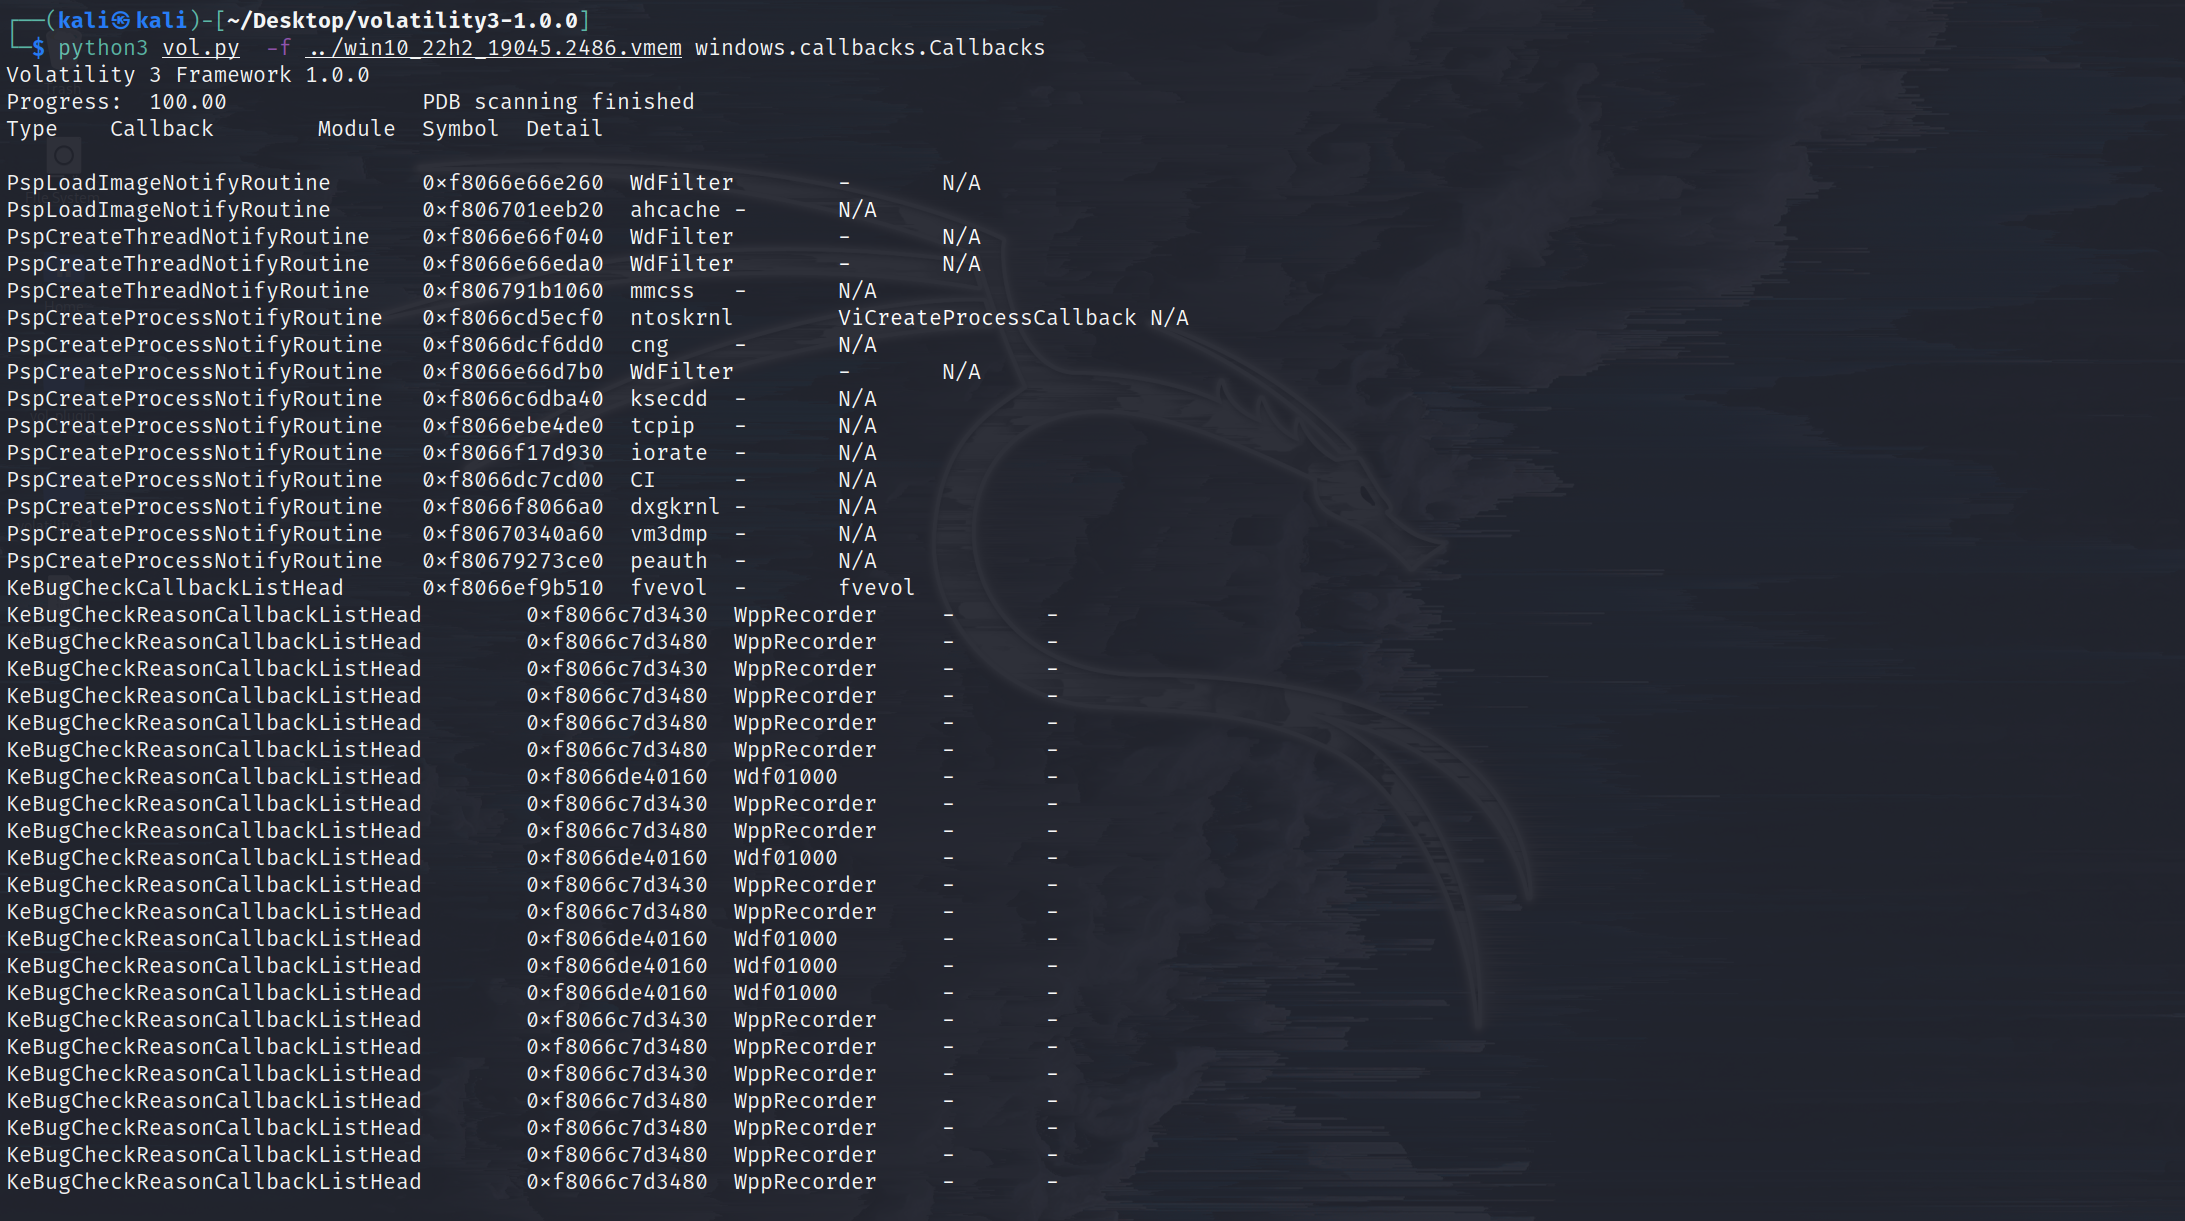 ┌──(kali㉿kali)-[~/Desktop/volatility3-1.0.0]
└─$ python3 vol.py  -f ../win10_22h2_19045.2486.vmem windows.callbacks.Callbacks
Volatility 3 Framework 1.0.0
Progress:  100.00               PDB scanning finished
Type    Callback        Module  Symbol  Detail

PspLoadImageNotifyRoutine       0xf8066e66e260  WdFilter        -       N/A
PspLoadImageNotifyRoutine       0xf806701eeb20  ahcache -       N/A
PspCreateThreadNotifyRoutine    0xf8066e66f040  WdFilter        -       N/A
PspCreateThreadNotifyRoutine    0xf8066e66eda0  WdFilter        -       N/A
PspCreateThreadNotifyRoutine    0xf806791b1060  mmcss   -       N/A
PspCreateProcessNotifyRoutine   0xf8066cd5ecf0  ntoskrnl        ViCreateProcessCallback N/A
PspCreateProcessNotifyRoutine   0xf8066dcf6dd0  cng     -       N/A
PspCreateProcessNotifyRoutine   0xf8066e66d7b0  WdFilter        -       N/A
PspCreateProcessNotifyRoutine   0xf8066c6dba40  ksecdd  -       N/A
PspCreateProcessNotifyRoutine   0xf8066ebe4de0  tcpip   -       N/A
PspCreateProcessNotifyRoutine   0xf8066f17d930  iorate  -       N/A
PspCreateProcessNotifyRoutine   0xf8066dc7cd00  CI      -       N/A
PspCreateProcessNotifyRoutine   0xf8066f8066a0  dxgkrnl -       N/A
PspCreateProcessNotifyRoutine   0xf80670340a60  vm3dmp  -       N/A
PspCreateProcessNotifyRoutine   0xf80679273ce0  peauth  -       N/A
KeBugCheckCallbackListHead      0xf8066ef9b510  fvevol  -       fvevol
KeBugCheckReasonCallbackListHead        0xf8066c7d3430  WppRecorder     -       -
KeBugCheckReasonCallbackListHead        0xf8066c7d3480  WppRecorder     -       -
KeBugCheckReasonCallbackListHead        0xf8066c7d3430  WppRecorder     -       -
KeBugCheckReasonCallbackListHead        0xf8066c7d3480  WppRecorder     -       -
KeBugCheckReasonCallbackListHead        0xf8066c7d3480  WppRecorder     -       -
KeBugCheckReasonCallbackListHead        0xf8066c7d3480  WppRecorder     -       -
KeBugCheckReasonCallbackListHead        0xf8066de40160  Wdf01000        -       -
KeBugCheckReasonCallbackListHead        0xf8066c7d3430  WppRecorder     -       -
KeBugCheckReasonCallbackListHead        0xf8066c7d3480  WppRecorder     -       -
KeBugCheckReasonCallbackListHead        0xf8066de40160  Wdf01000        -       -
KeBugCheckReasonCallbackListHead        0xf8066c7d3430  WppRecorder     -       -
KeBugCheckReasonCallbackListHead        0xf8066c7d3480  WppRecorder     -       -
KeBugCheckReasonCallbackListHead        0xf8066de40160  Wdf01000        -       -
KeBugCheckReasonCallbackListHead        0xf8066de40160  Wdf01000        -       -
KeBugCheckReasonCallbackListHead        0xf8066de40160  Wdf01000        -       -
KeBugCheckReasonCallbackListHead        0xf8066c7d3430  WppRecorder     -       -
KeBugCheckReasonCallbackListHead        0xf8066c7d3480  WppRecorder     -       -
KeBugCheckReasonCallbackListHead        0xf8066c7d3430  WppRecorder     -       -
KeBugCheckReasonCallbackListHead        0xf8066c7d3480  WppRecorder     -       -
KeBugCheckReasonCallbackListHead        0xf8066c7d3480  WppRecorder     -       -
KeBugCheckReasonCallbackListHead        0xf8066c7d3480  WppRecorder     -       -
KeBugCheckReasonCallbackListHead        0xf8066c7d3480  WppRecorder     -       -